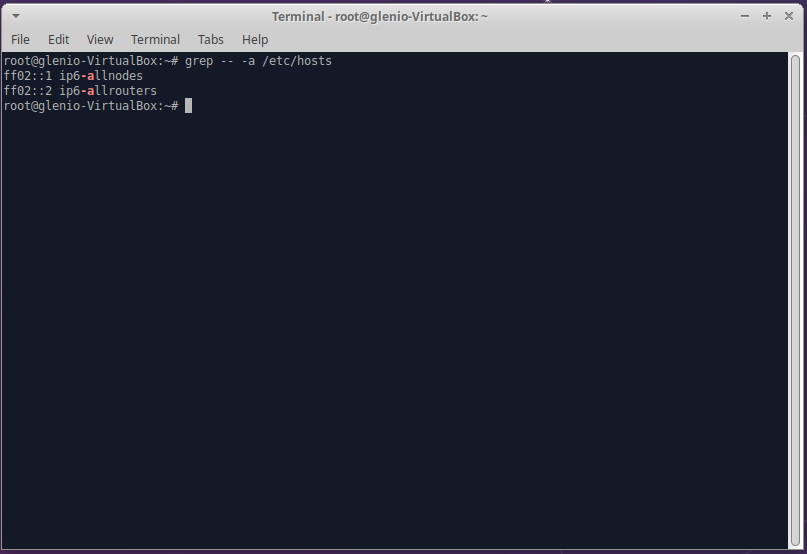 Terminal - root@glenio-VirtualBox: ~
File Edit View Terminal Tabs Help
root@glenio-VirtualBox:~# grep -- -a /etc/hosts
ff02::1 ip6-allnodes
ff02::2 ip6-allrouters
root@glenio-VirtualBox:~#